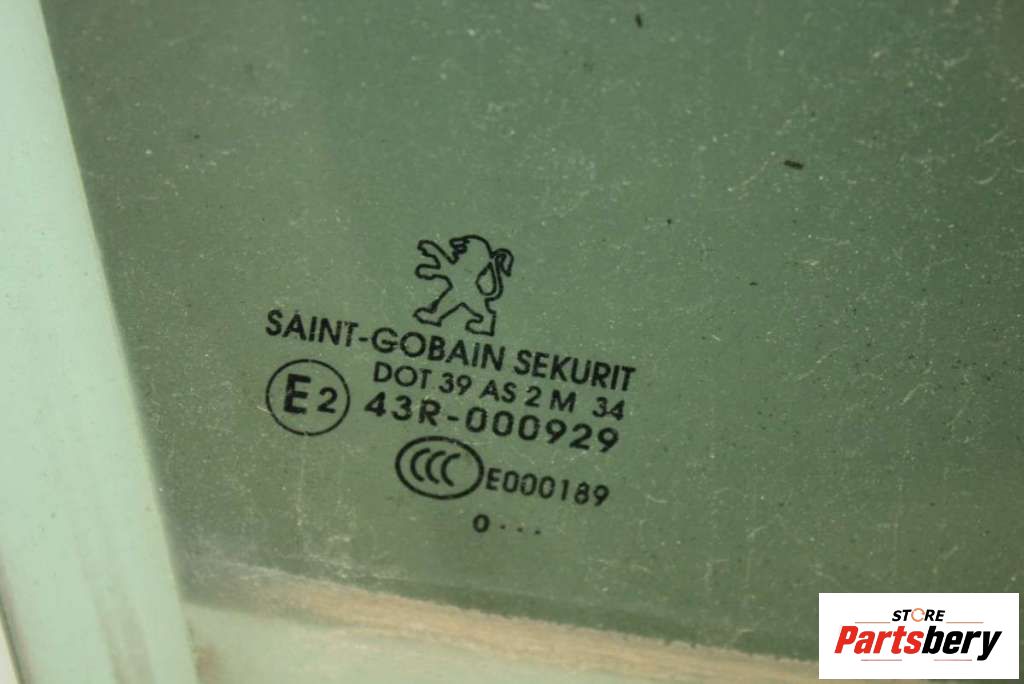 SAINT-GOBAIN SEKURIT
DOT 39 AS 2 M 34
E2 43R-000929
CCC E000189
o...
STORE
Partsbery